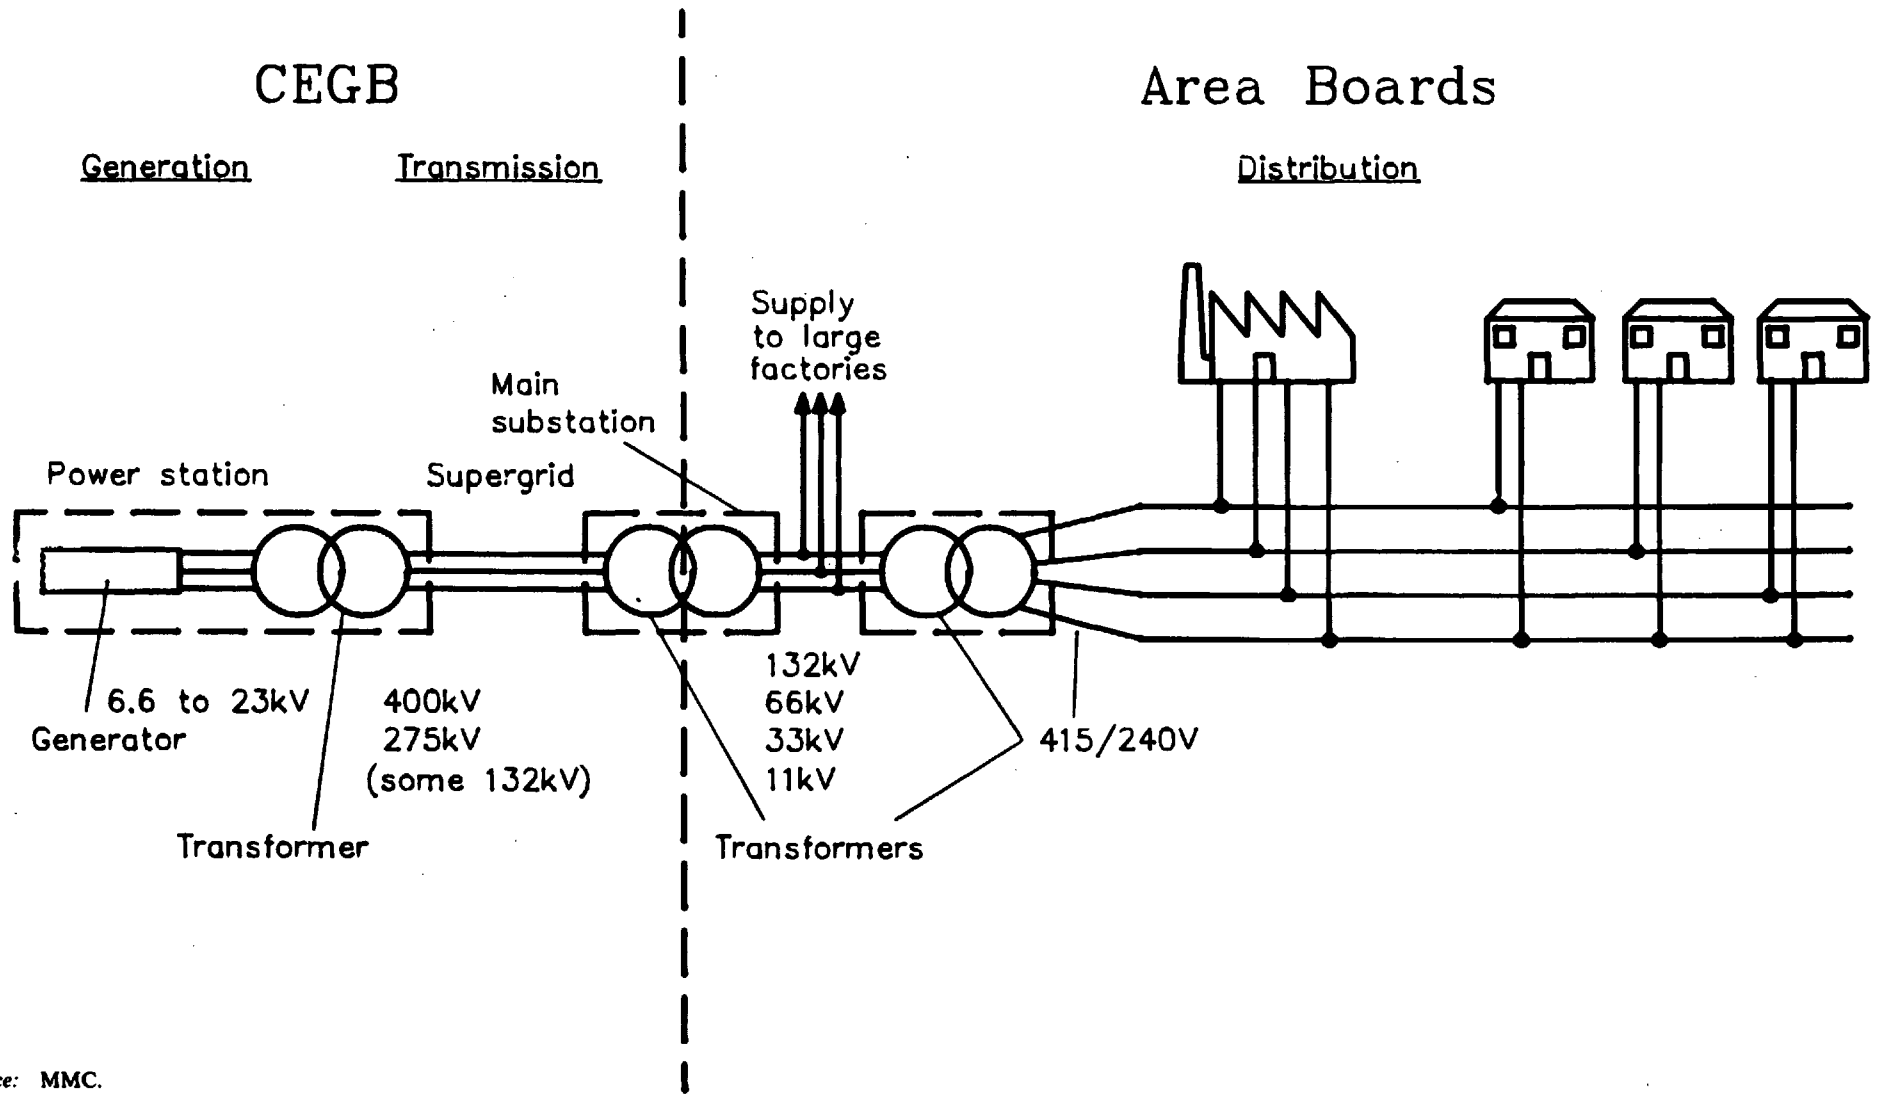 CEGB
Area Boards
Generation
Transmission
Distribution
Supply
to large
factories
Main
substation
Power station
Supergrid
6.6 to 23kV
Generator
400kV
275kV
(some 132kV)
132kV
66kV
33kV
11kV
415/240V
Transformer
Transformers
MMC.